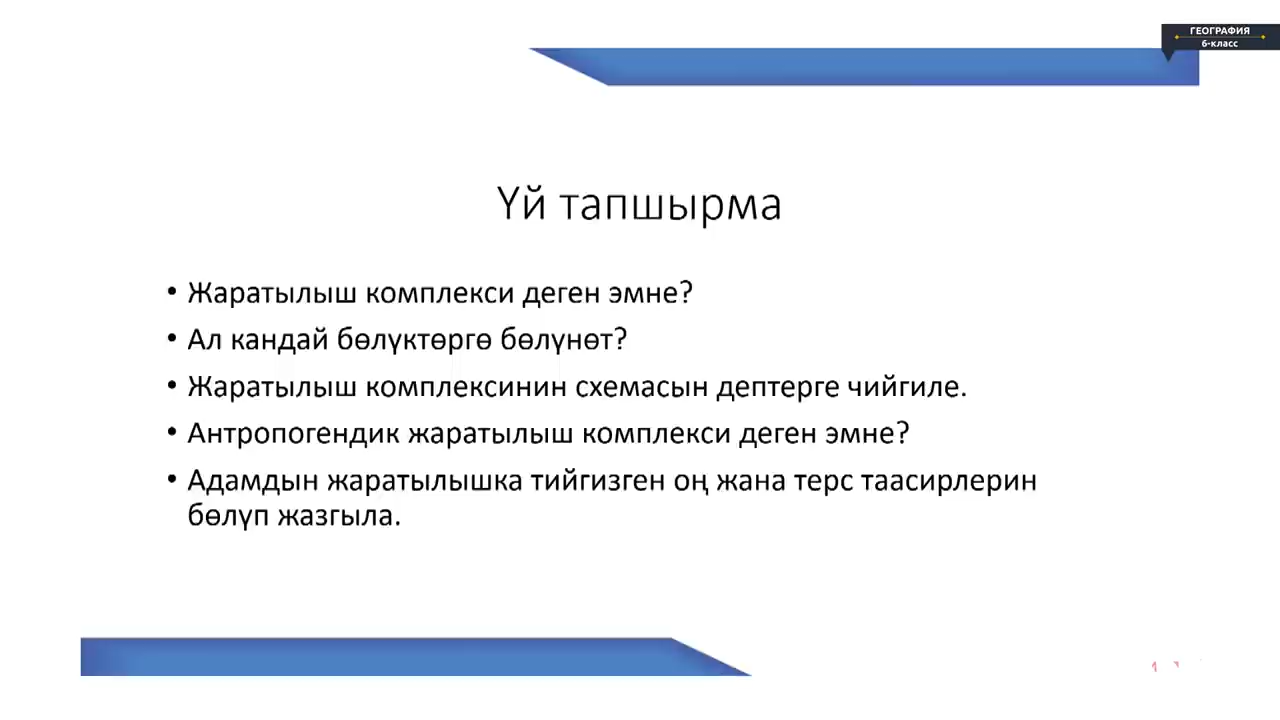 ГЕОГРАФИЯ
6-класс
Үй тапшырма
• Жаратылыш комплекси деген эмне?
• Ал кандай бөлүктөргө бөлүнөт?
• Жаратылыш комплексинин схемасын дептерге чийгиле.
• Антропогендик жаратылыш комплекси деген эмне?
• Адамдын жаратылышка тийгизген оң жана терс таасирлерин
бөлүп жазгыла.